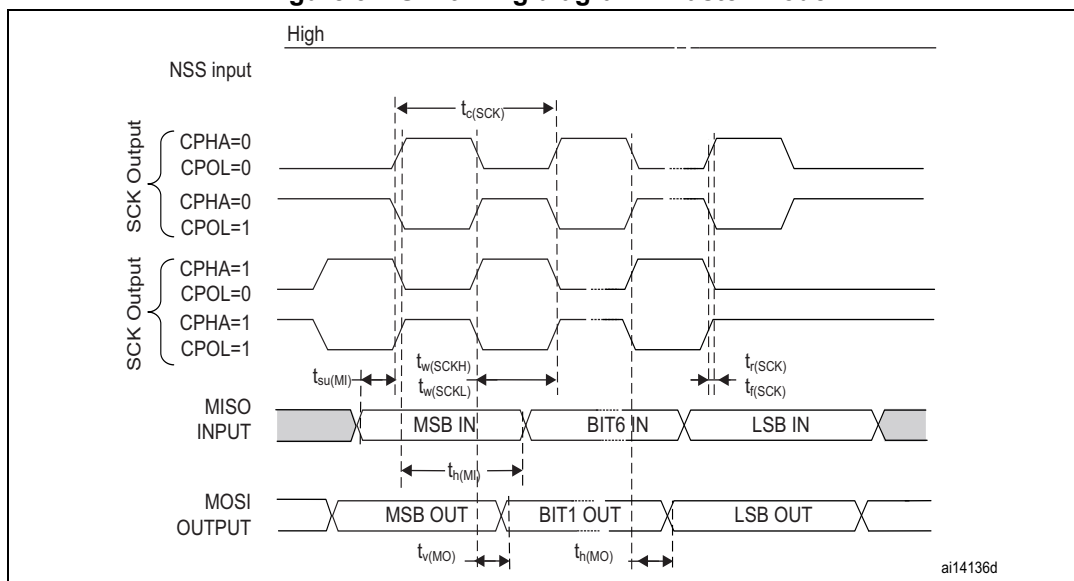 High
NSS input
tc(SCK)
SCK Output
CPHA=0
CPOL=0
CPHA=0
CPOL=1
SCK Output
CPHA=1
CPOL=0
CPHA=1
CPOL=1
tsu(MI)
tw(SCKH)
tw(SCKL)
tr(SCK)
tf(SCK)
MISO
INPUT
MSB IN
BIT6 IN
LSB IN
th(MI)
MOSI
OUTPUT
MSB OUT
BIT1 OUT
LSB OUT
tv(MO)
th(MO)
ai14136d